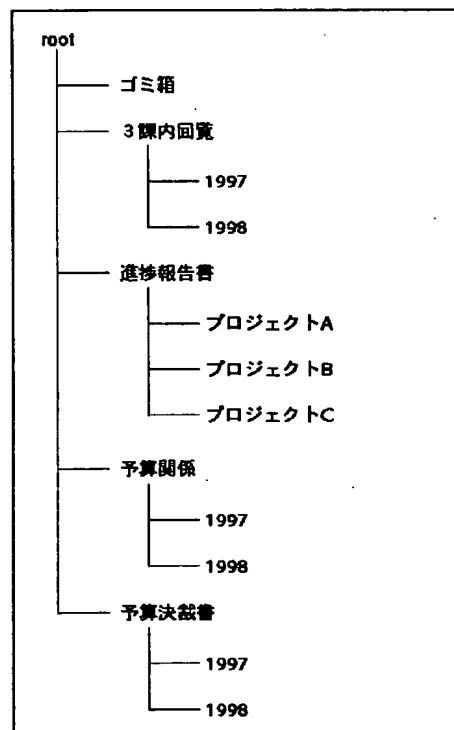 root
ゴミ箱
３課内回覧
1997
1998
進捗報告書
プロジェクトA
プロジェクトB
プロジェクトC
予算関係
1997
1998
予算決裁書
1997
1998